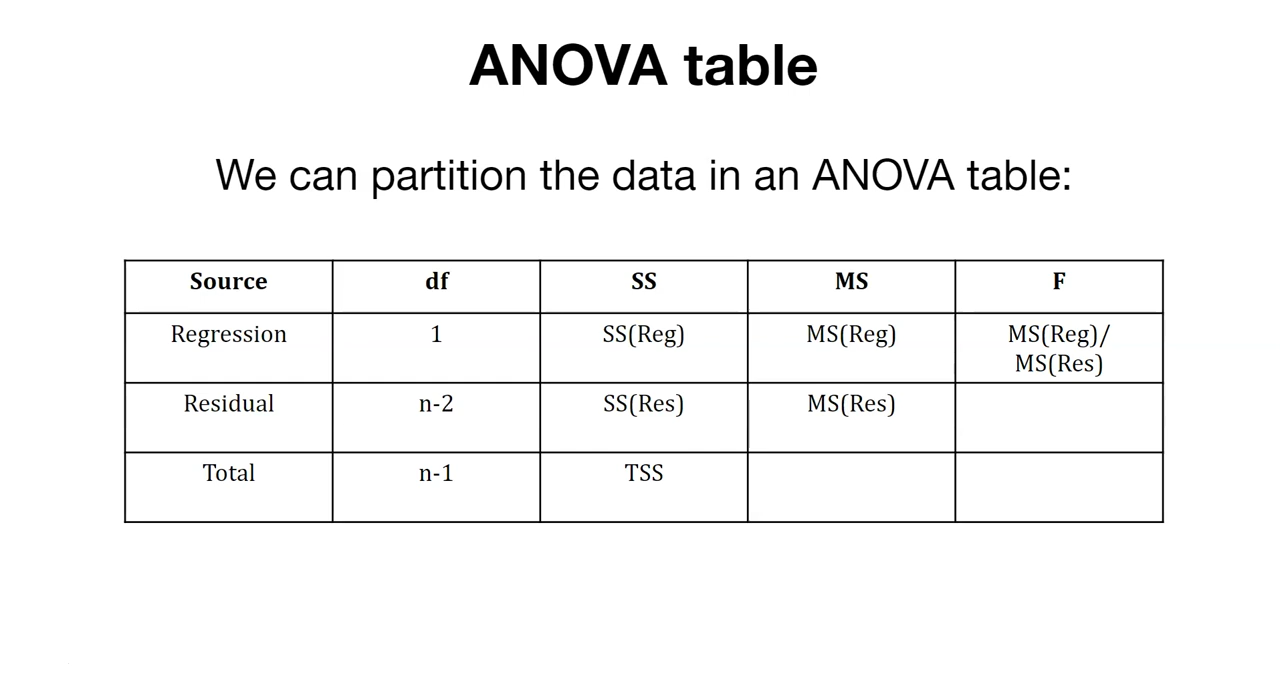 ANOVA table
We can partition the data in an ANOVA table:
Source df SS MS F
Regression 1 SS(Reg) MS(Reg) MS(Reg)/
MS(Res)
Residual n-2 SS(Res) MS(Res)
Total n-1 TSS